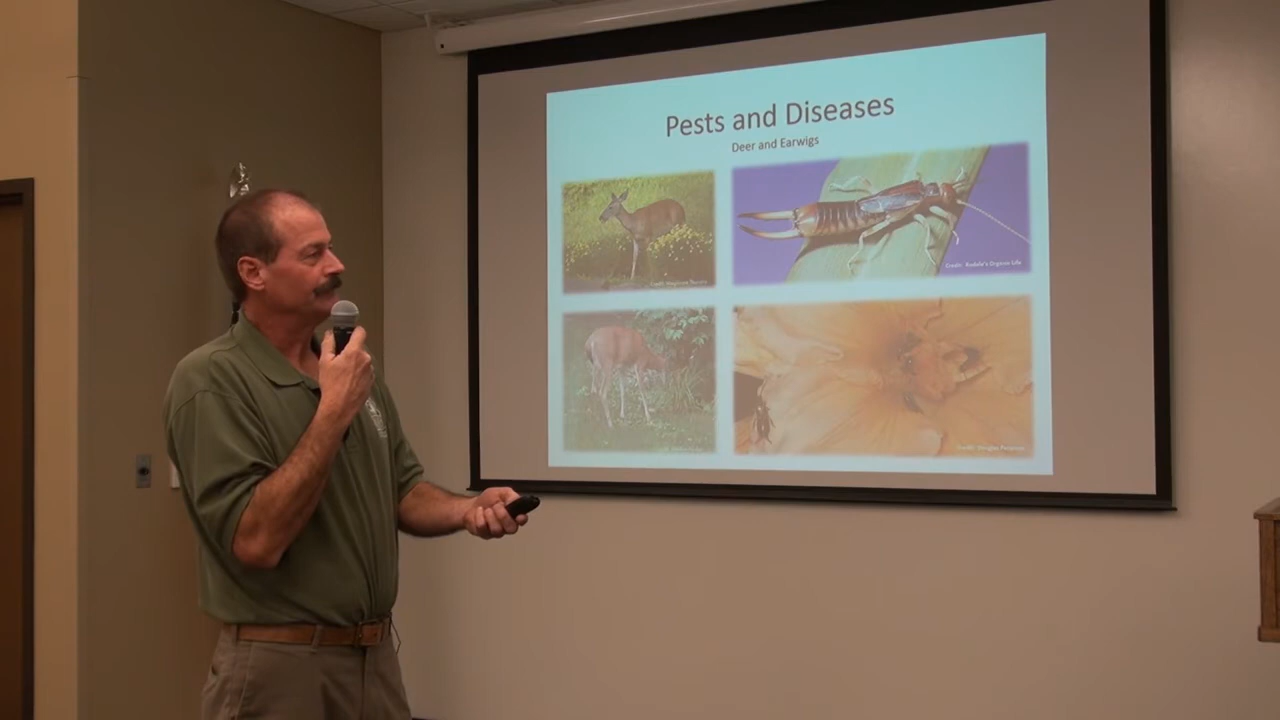 Pests and Diseases
Deer and Earwigs
Credit: Rodale's Organic Life